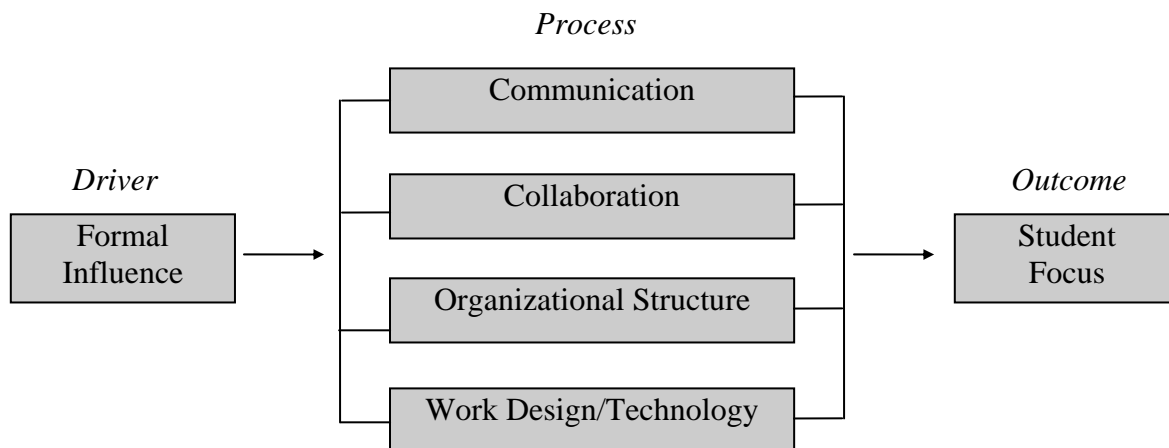 Process
Communication
Driver
Formal
Influence
Collaboration
Organizational Structure
Work Design/Technology
Outcome
Student
Focus